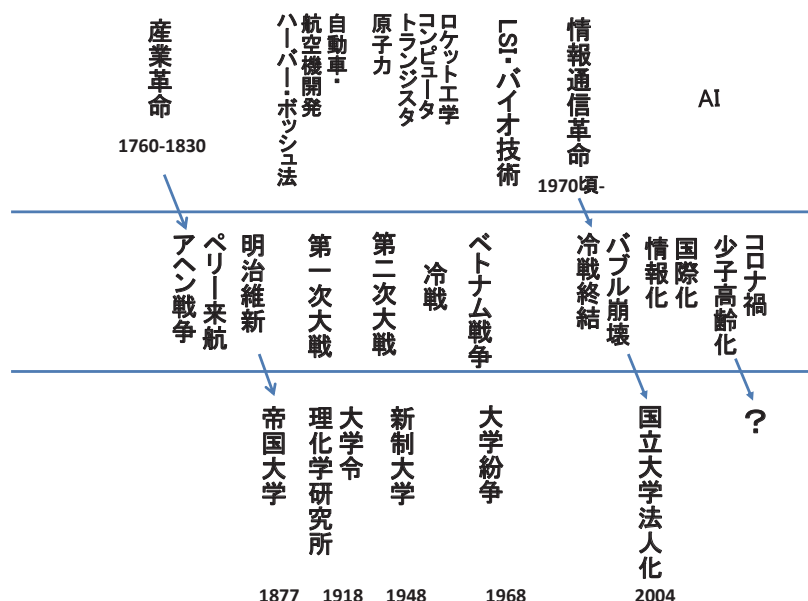 産業革命
1760-1830
自動車・
航空機開発
ハーバー・ボッシュ法
ロケット工学
コンピュータ
トランジスタ
原子力
LSI・バイオ技術
情報通信革命
1970頃-
AI
ペリー来航
アヘン戦争
明治維新
第一次大戦
第二次大戦
冷戦
ベトナム戦争
バブル崩壊
冷戦終結
国際化
情報化
コロナ禍
少子高齢化
帝国大学
大学令
理化学研究所
新制大学
大学紛争
国立大学法人化
?
1877
1918
1948
1968
2004